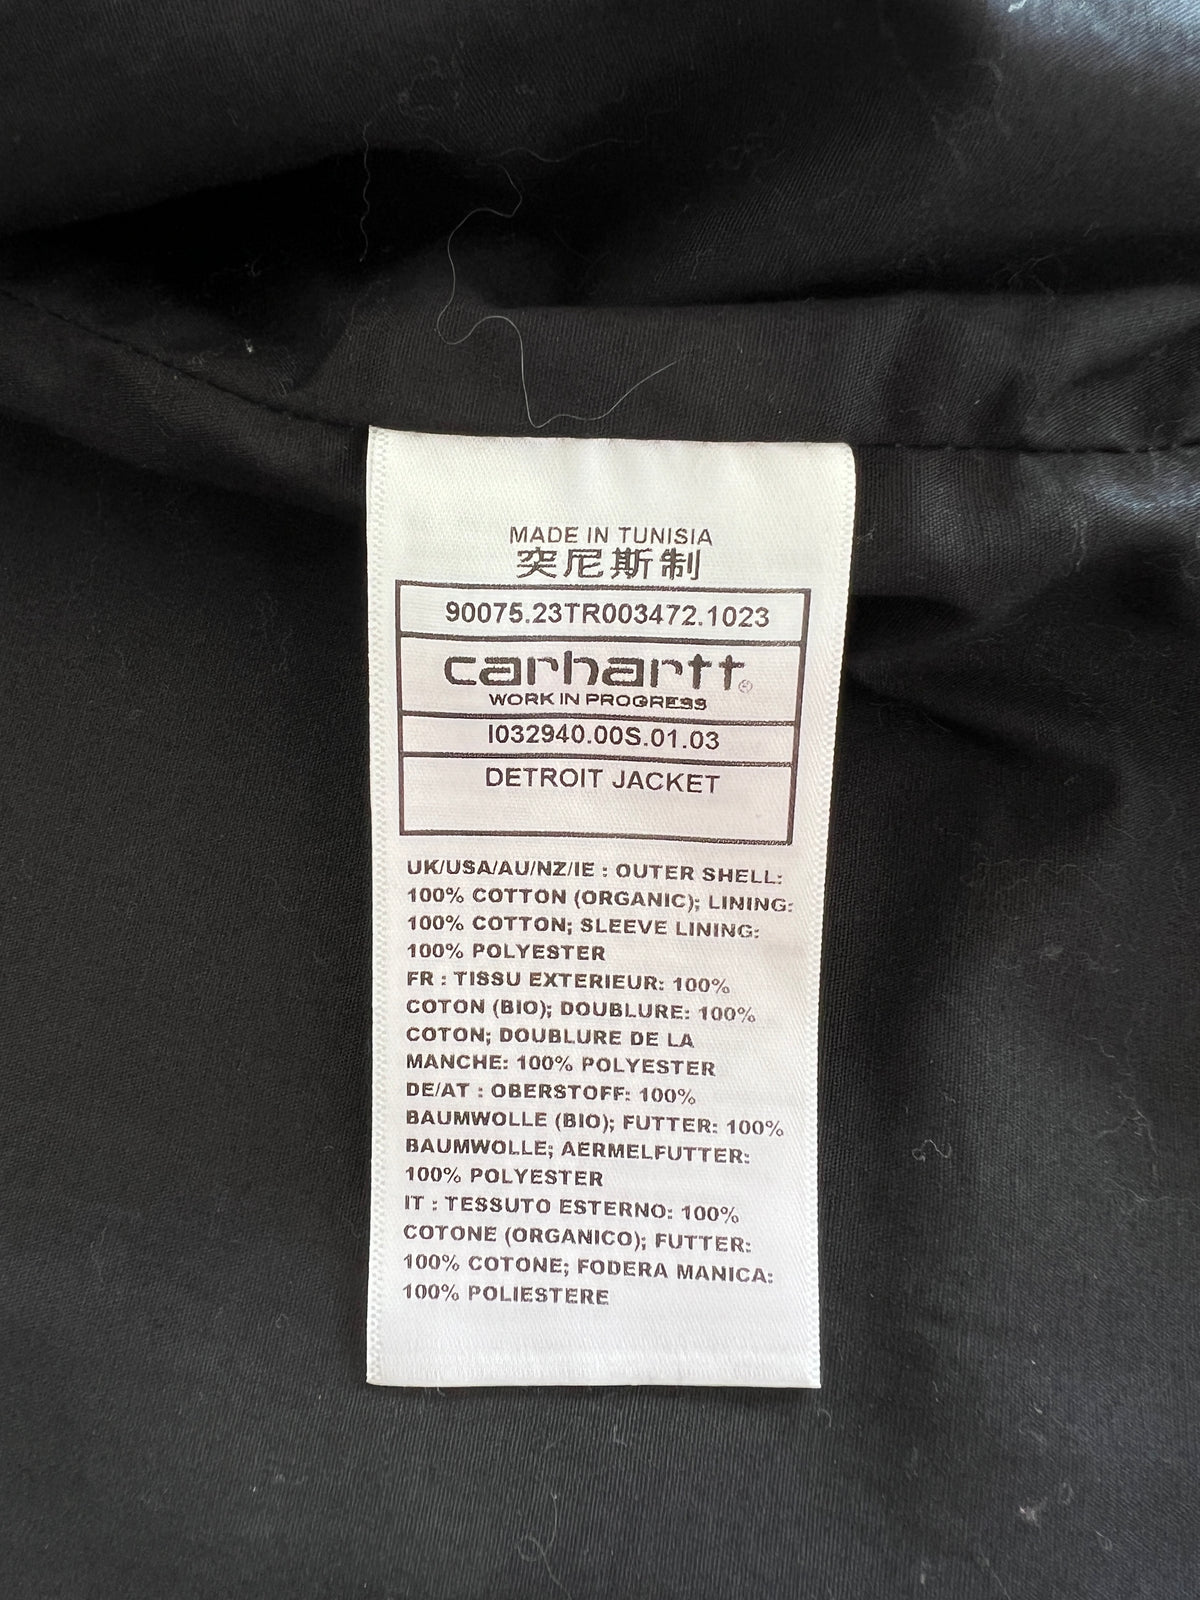 MADE IN TUNISIA
突尼斯制
90075.23TR003472.1023
carhartt®
WORK IN PROGRESS
I032940.00S.01.03
DETROIT JACKET
UK/USA/AU/NZ/IE : OUTER SHELL:
100% COTTON (ORGANIC); LINING:
100% COTTON; SLEEVE LINING:
100% POLYESTER
FR : TISSU EXTERIEUR: 100%
COTON (BIO); DOUBLURE: 100%
COTON; DOUBLURE DE LA
MANCHE: 100% POLYESTER
DE/AT : OBERSTOFF: 100%
BAUMWOLLE (BIO); FUTTER: 100%
BAUMWOLLE; AERMELFUTTER:
100% POLYESTER
IT : TESSUTO ESTERNO: 100%
COTONE (ORGANICO); FUTTER:
100% COTONE; FODERA MANICA:
100% POLIESTERE